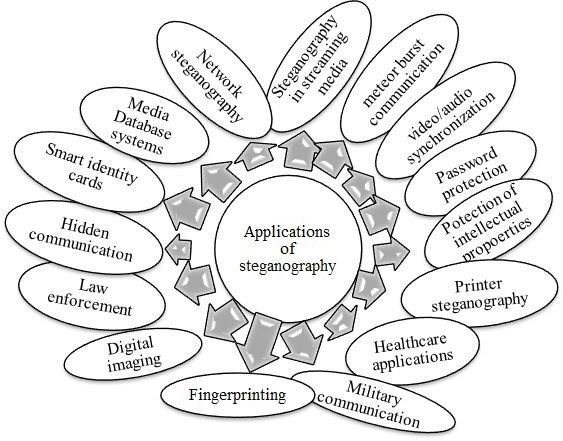 Applications
of
steganography
Steganography
in streaming
media
meteor burst
communication
video/audio
synchronization
Password
protection
Potection of
intellectual
propoerties
Printer
steganography
Healthcare
applications
Military
communication
Fingerprinting
Digital
imaging
Law
enforcement
Hidden
communication
Smart identity
cards
Media
Database
systems
Network
steganography